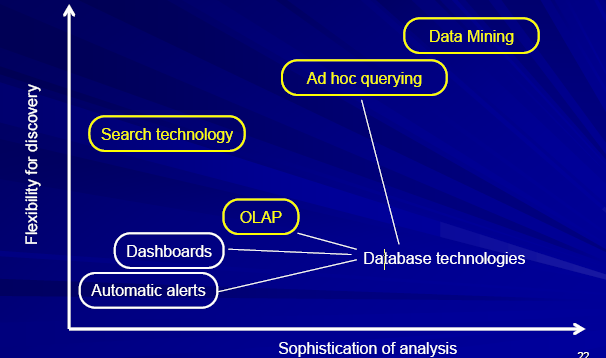 Data Mining
Ad hoc querying
Search technology
Flexibility for discovery
OLAP
Dashboards
Database technologies
Automatic alerts
Sophistication of analysis
22